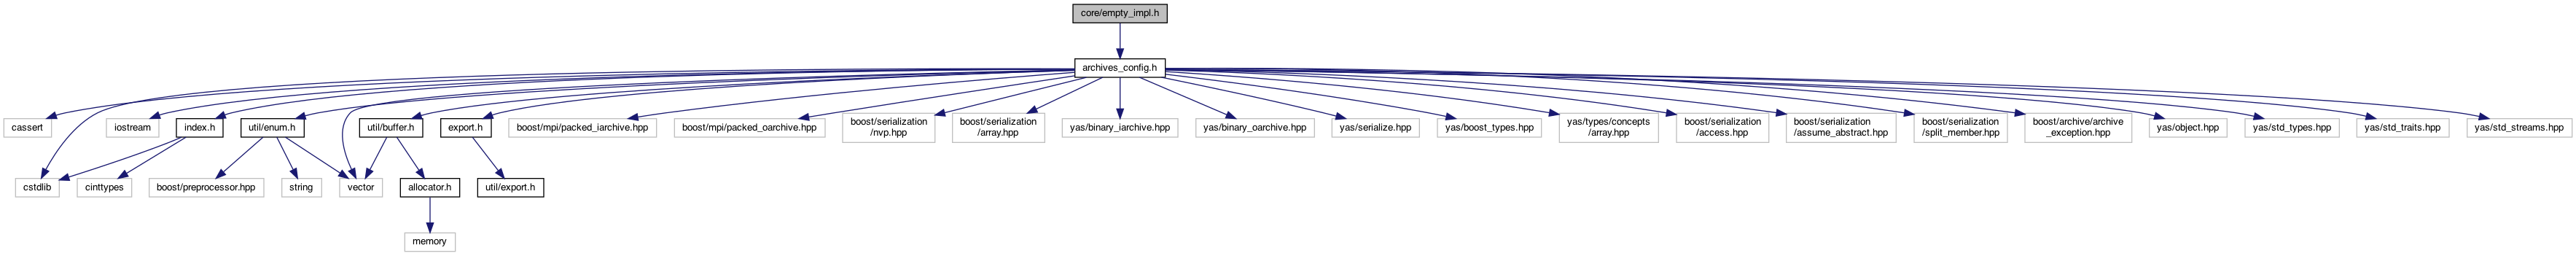 core/empty_impl.h
archives_config.h
cassert
iostream
index.h
util/enum.h
util/buffer.h
export.h
boost/mpi/packed_iarchive.hpp
boost/mpi/packed_oarchive.hpp
boost/serialization
/nvp.hpp
boost/serialization
/array.hpp
yas/binary_iarchive.hpp
yas/binary_oarchive.hpp
yas/serialize.hpp
yas/boost_types.hpp
yas/types/concepts
/array.hpp
boost/serialization
/access.hpp
boost/serialization
/assume_abstract.hpp
boost/serialization
/split_member.hpp
boost/archive/archive
_exception.hpp
yas/object.hpp
yas/std_types.hpp
yas/std_traits.hpp
yas/std_streams.hpp
cstdlib
cinttypes
boost/preprocessor.hpp
string
vector
allocator.h
util/export.h
memory